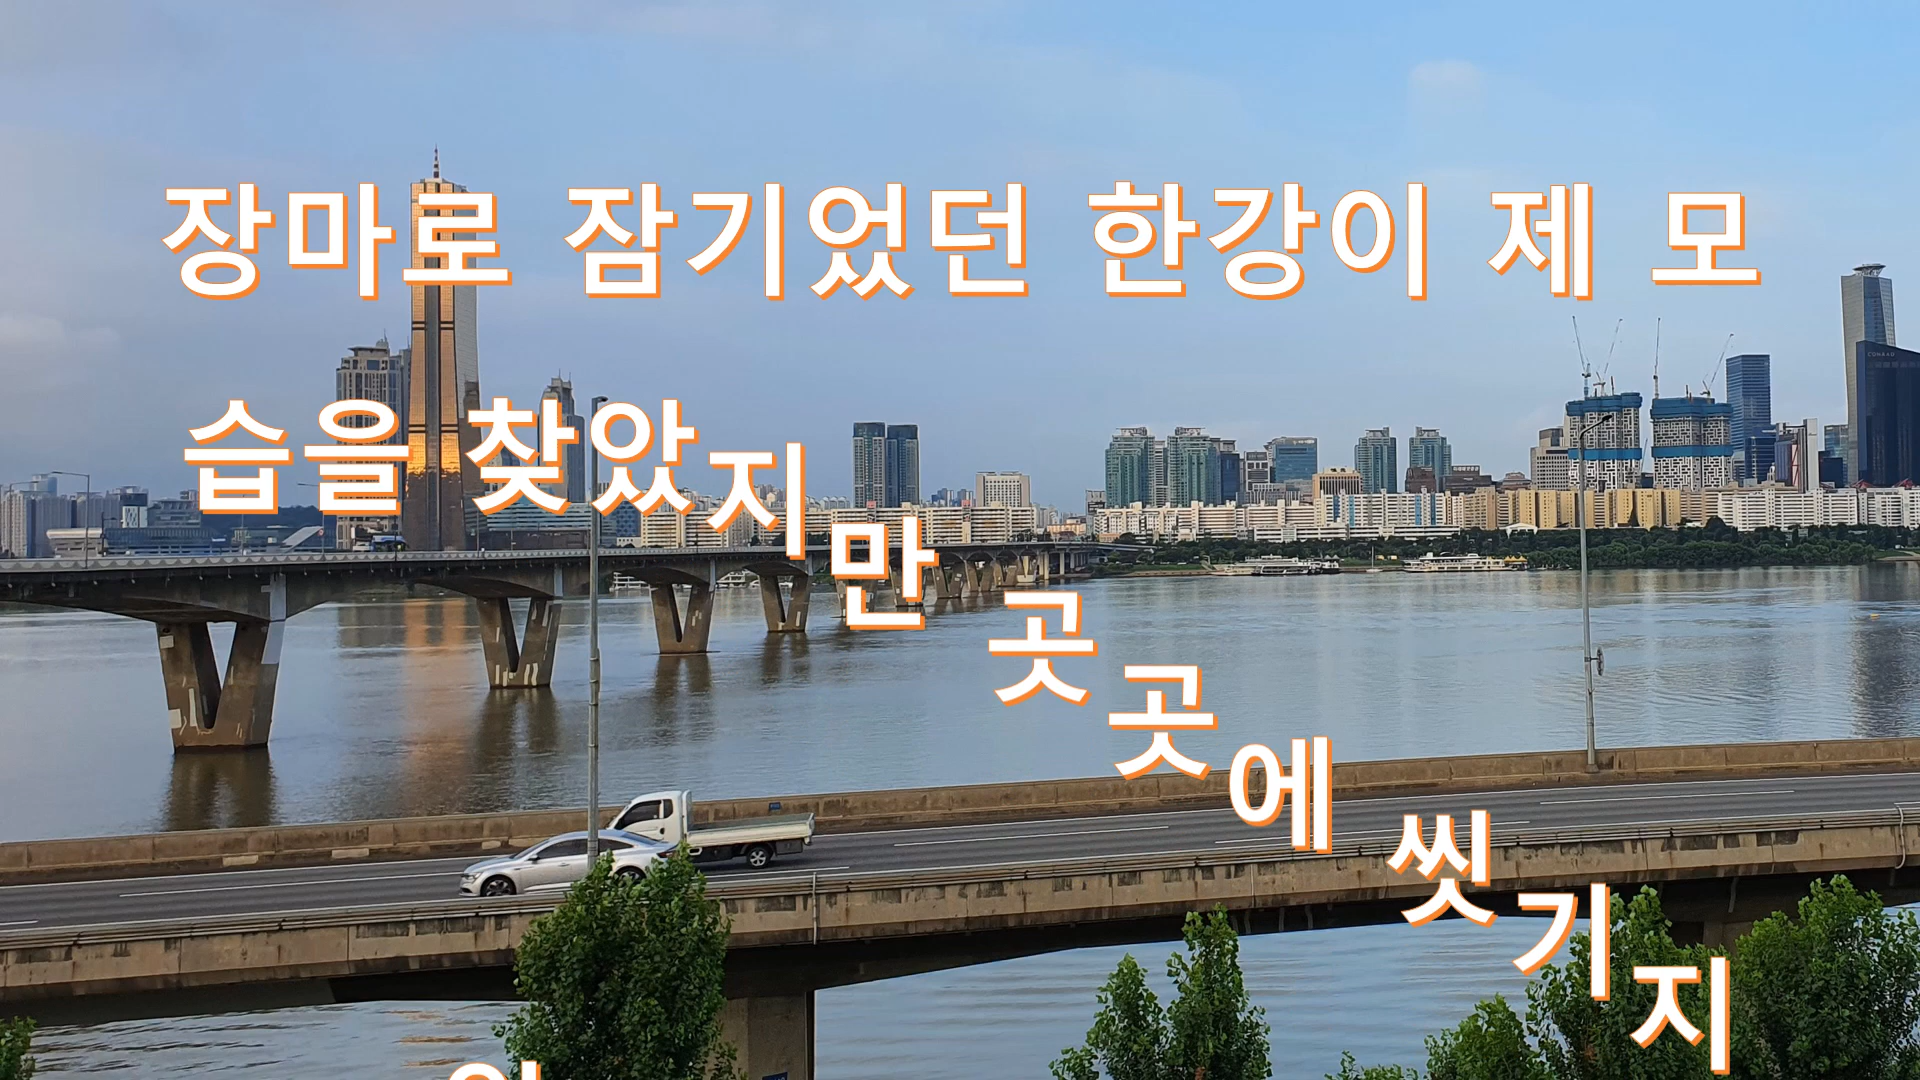 장마로 잠기었던 한강이 제 모
습을 찾았지만 곳곳에 씻기지
CONRAD